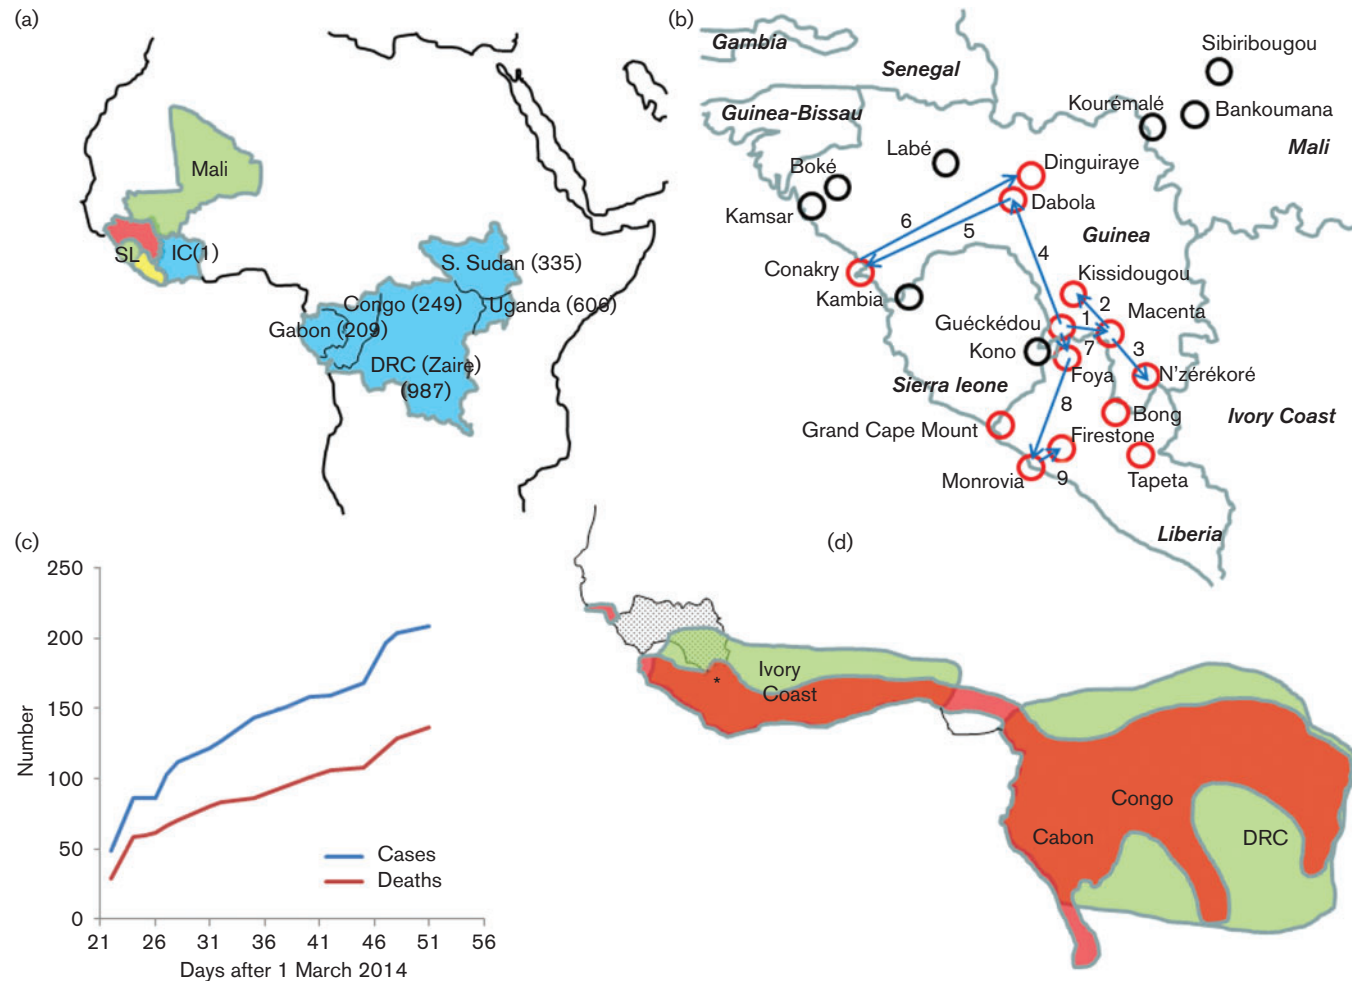 (a)
Mali
SL
IC(1)
S. Sudan (335)
Congo (249)
Uganda (606)
Gabon (209)
DRC (Zaire)
(987)
(b)
Gambia
Senegal
Sibiribougou
Kourémalé
Bankoumana
Guinea-Bissau
Mali
Labé
Dinguiraye
Boké
Dabola
Kamsar
6
5
Guinea
4
Conakry
Kissidougou
Kambia
2
Macenta
Guéckédou
1
Kono
7
3
Foya
N'zérékoré
Sierra leone
8
Bong
Ivory Coast
Grand Cape Mount
Firestone
Monrovia
9
Tapeta
Liberia
(c)
250
200
150
100
50
0
Number
Cases
Deaths
21 26 31 36 41 46 51 56
Days after 1 March 2014
(d)
Ivory
Coast
*
Congo
Cabon
DRC